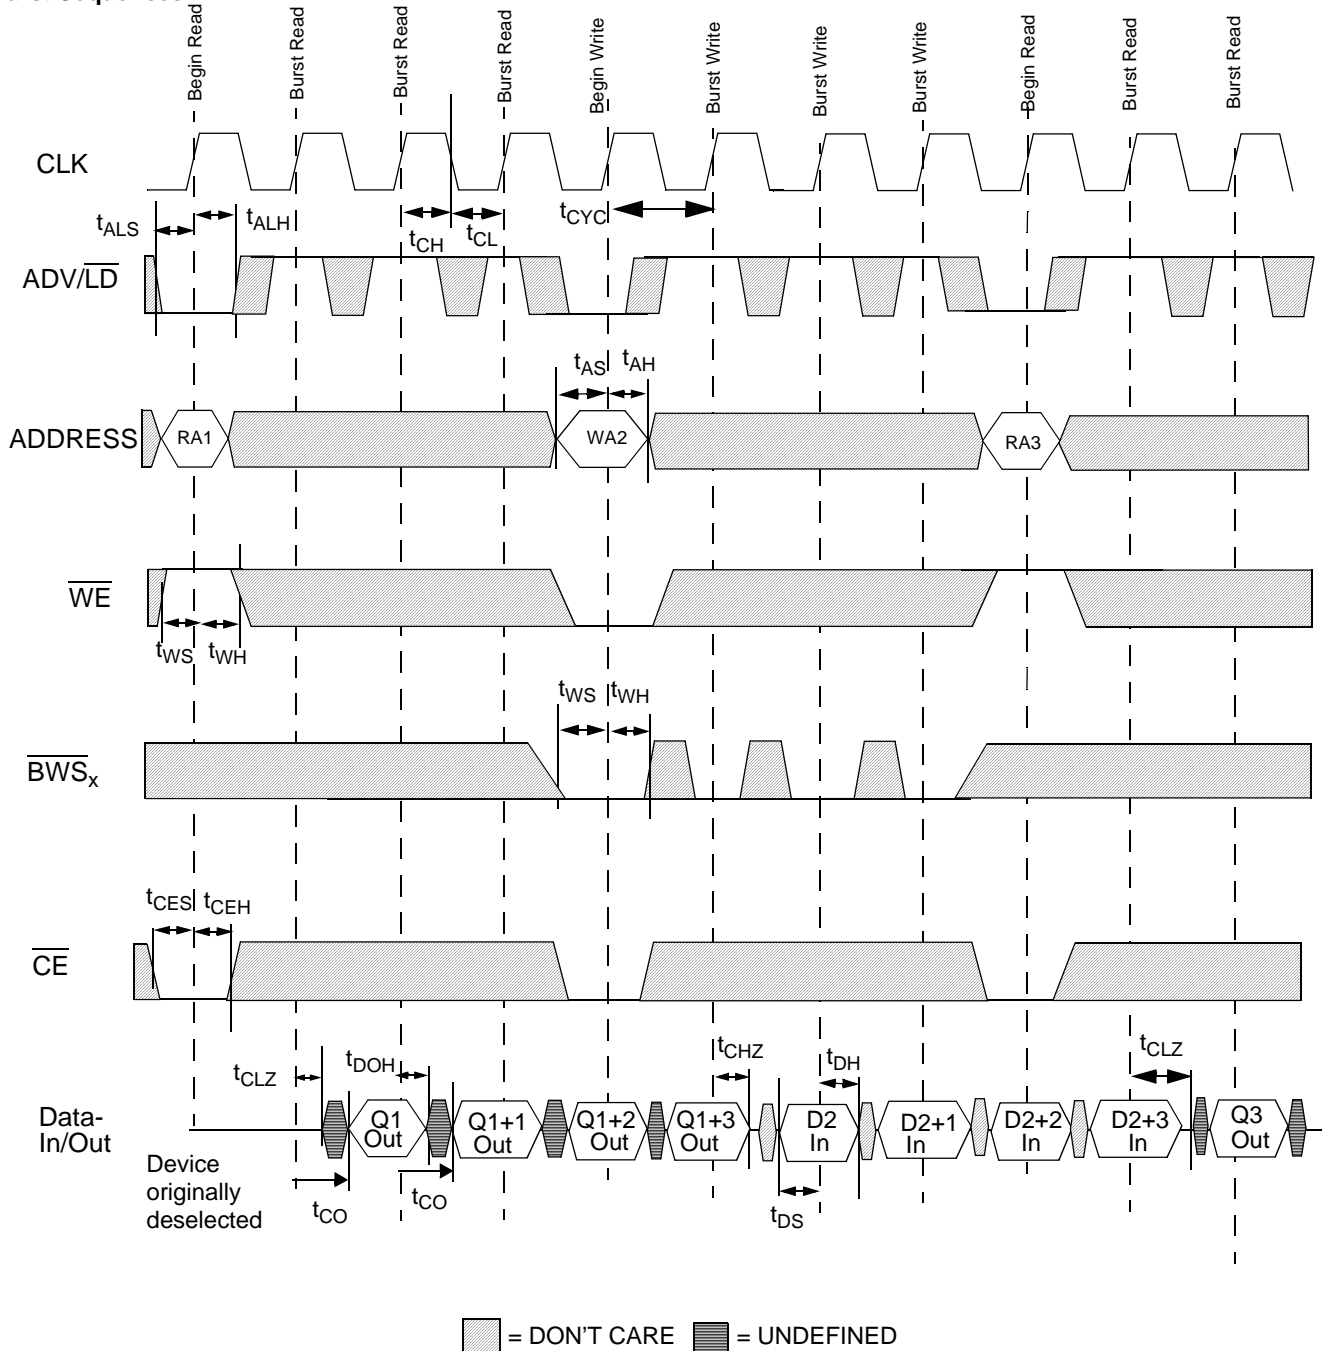 Begin Read
Burst Read
Burst Read
Burst Read
Begin Write
Burst Write
Burst Write
Burst Write
Begin Read
Burst Read
Burst Read
CLK
tALS
tALH
tCH
tCL
tCYC
ADV/LD
tAS
tAH
ADDRESS
RA1
WA2
RA3
WE
tWS
tWH
tWS
tWH
BWSx
tCES
tCEH
CE
tCLZ
tDOH
tCHZ
tDH
tCLZ
Data-
In/Out
Q1
Out
Q1+1
Out
Q1+2
Out
Q1+3
Out
D2
In
D2+1
In
D2+2
In
D2+3
In
Q3
Out
Device
originally
deselected
tCO
tCO
tDS
= DON'T CARE
= UNDEFINED